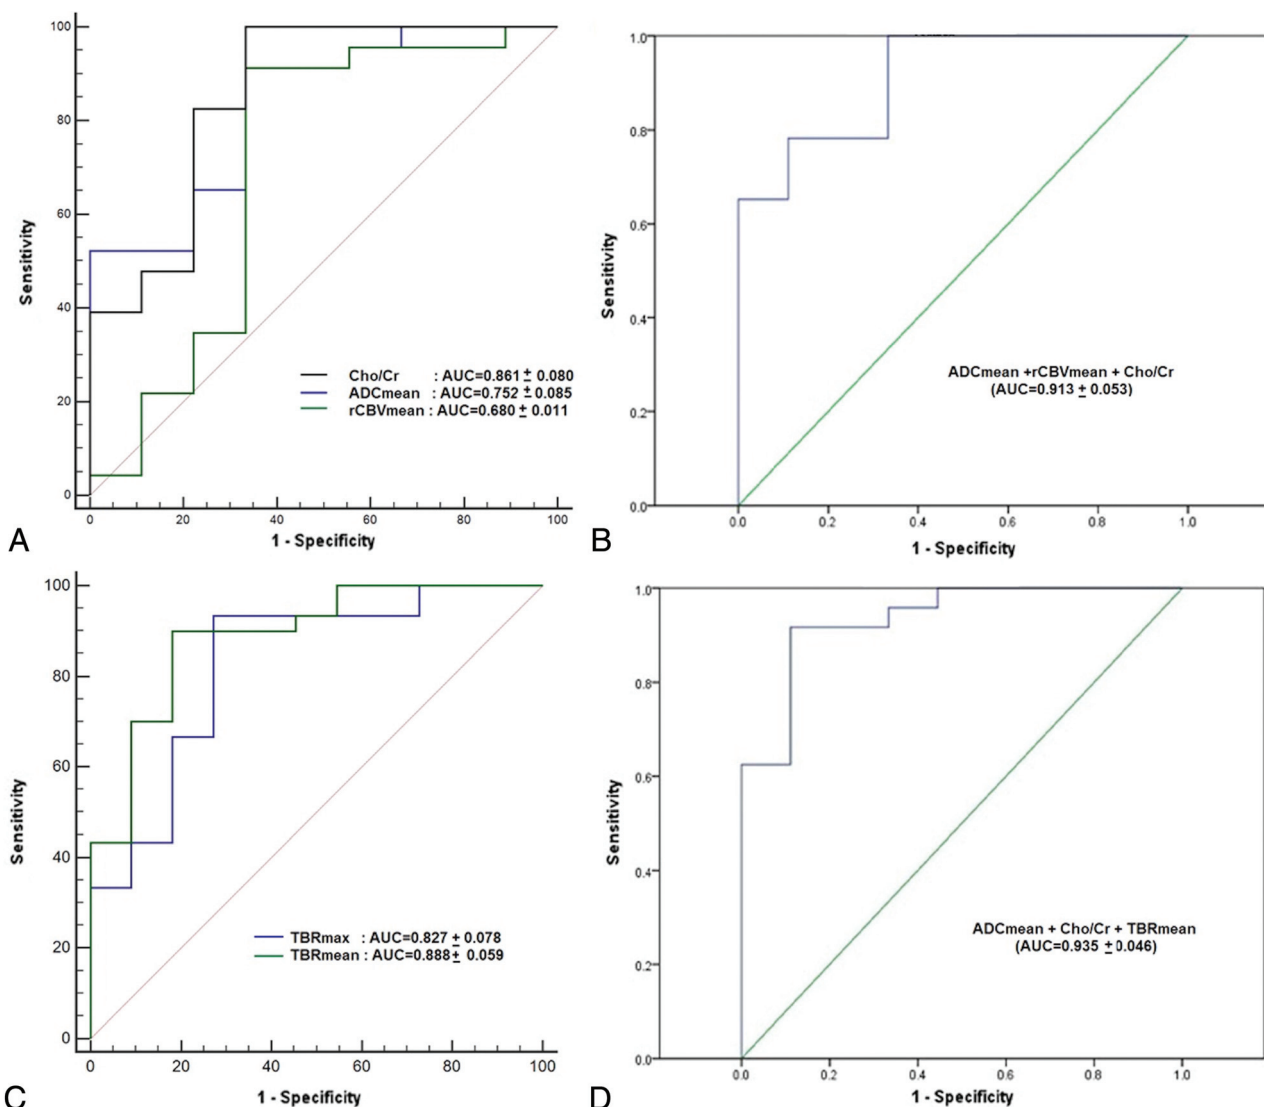 100
80
60
40
20
0
Sensitivity
Cho/Cr : AUC=0.861 ± 0.080
ADCmean : AUC=0.752 ± 0.085
rCBVmean : AUC=0.680 ± 0.011
0 20 40 60 80 100
1 - Specificity
A
1.0
0.8
0.6
0.4
0.2
0.0
Sensitivity
ADCmean +rCBVmean + Cho/Cr
(AUC=0.913 ± 0.053)
0.0 0.2 0.4 0.6 0.8 1.0
1 - Specificity
B
100
80
60
40
20
0
Sensitivity
TBRmax : AUC=0.827 ± 0.078
TBRmean : AUC=0.888± 0.059
0 20 40 60 80 100
1 - Specificity
C
1.0
0.8
0.6
0.4
0.2
0.0
Sensitivity
ADCmean + Cho/Cr + TBRmean
(AUC=0.935 ±0.046)
0.0 0.2 0.4 0.6 0.8 1.0
1 - Specificity
D